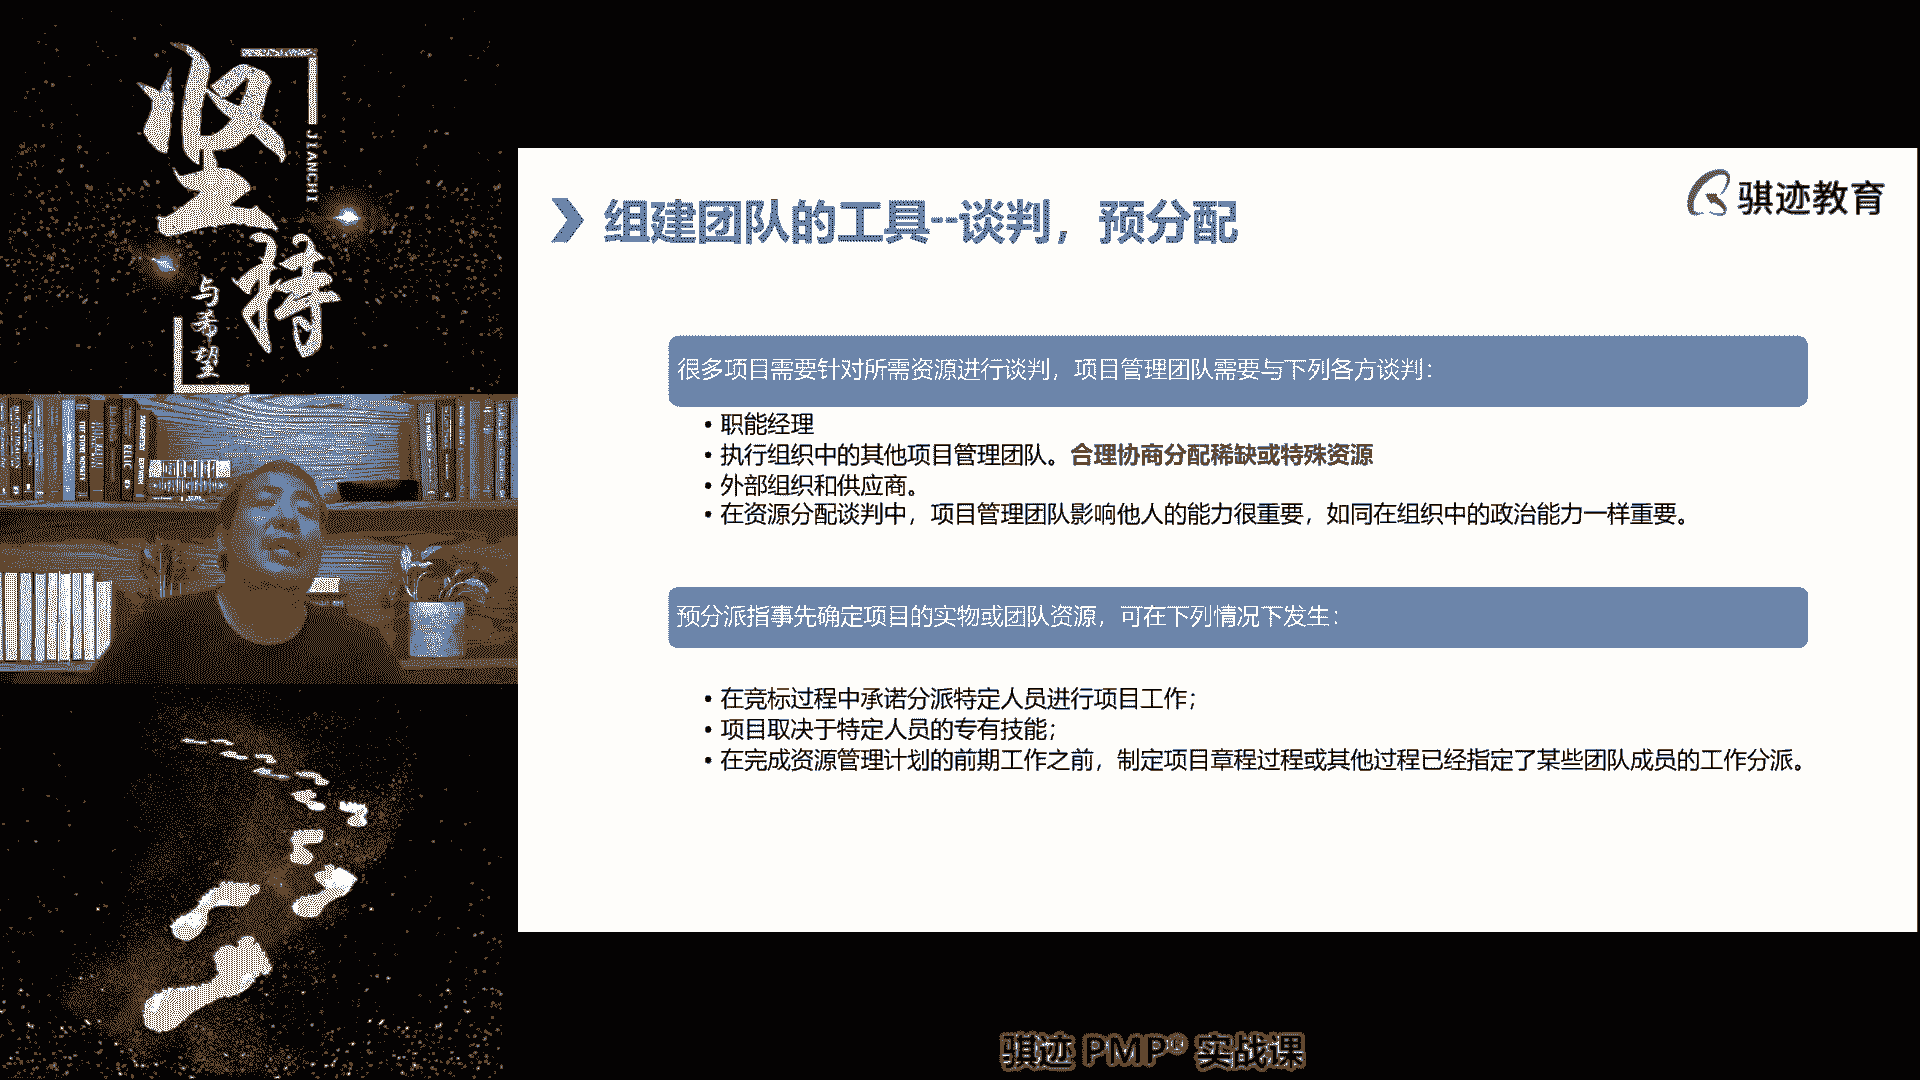 坚持
JIANCHI
与希望
骐迹教育
组建团队的工具--谈判，预分配
很多项目需要针对所需资源进行谈判，项目管理团队需要与下列各方谈判：
• 职能经理
• 执行组织中的其他项目管理团队。合理协商分配稀缺或特殊资源
• 外部组织和供应商。
• 在资源分配谈判中，项目管理团队影响他人的能力很重要，如同在组织中的政治能力一样重要。
预分派指事先确定项目的实物或团队资源，可在下列情况下发生：
• 在竞标过程中承诺分派特定人员进行项目工作；
• 项目取决于特定人员的专有技能；
• 在完成资源管理计划的前期工作之前，制定项目章程过程或其他过程已经指定了某些团队成员的工作分派。
骐迹 PMP® 实战课